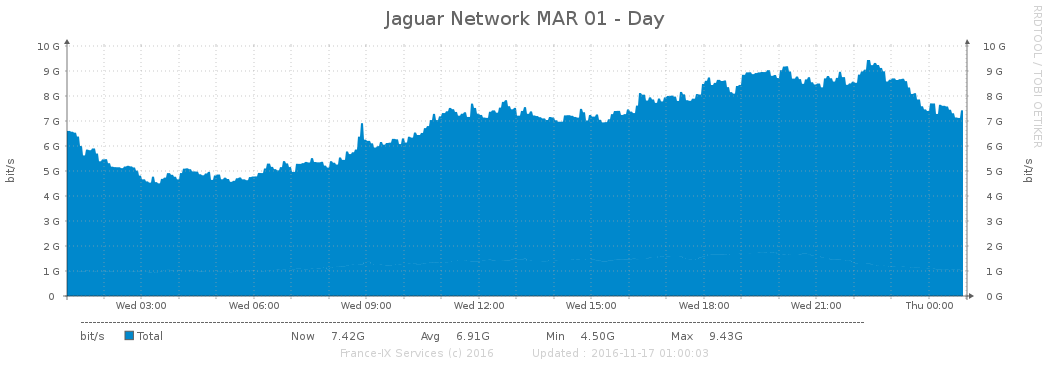 Jaguar Network MAR 01 - Day
RRDTOOL / TOBI OETIKER
bit/s
10 G
9 G
8 G
7 G
6 G
5 G
4 G
3 G
2 G
1 G
0
10 G
9 G
8 G
7 G
6 G
5 G
4 G
3 G
2 G
1 G
0 G
bit/s
Wed 03:00 Wed 06:00 Wed 09:00 Wed 12:00 Wed 15:00 Wed 18:00 Wed 21:00 Thu 00:00
bit/s Total Now 7.42G Avg 6.91G Min 4.50G Max 9.43G
France-IX Services (c) 2016 Updated : 2016-11-17 01:00:03